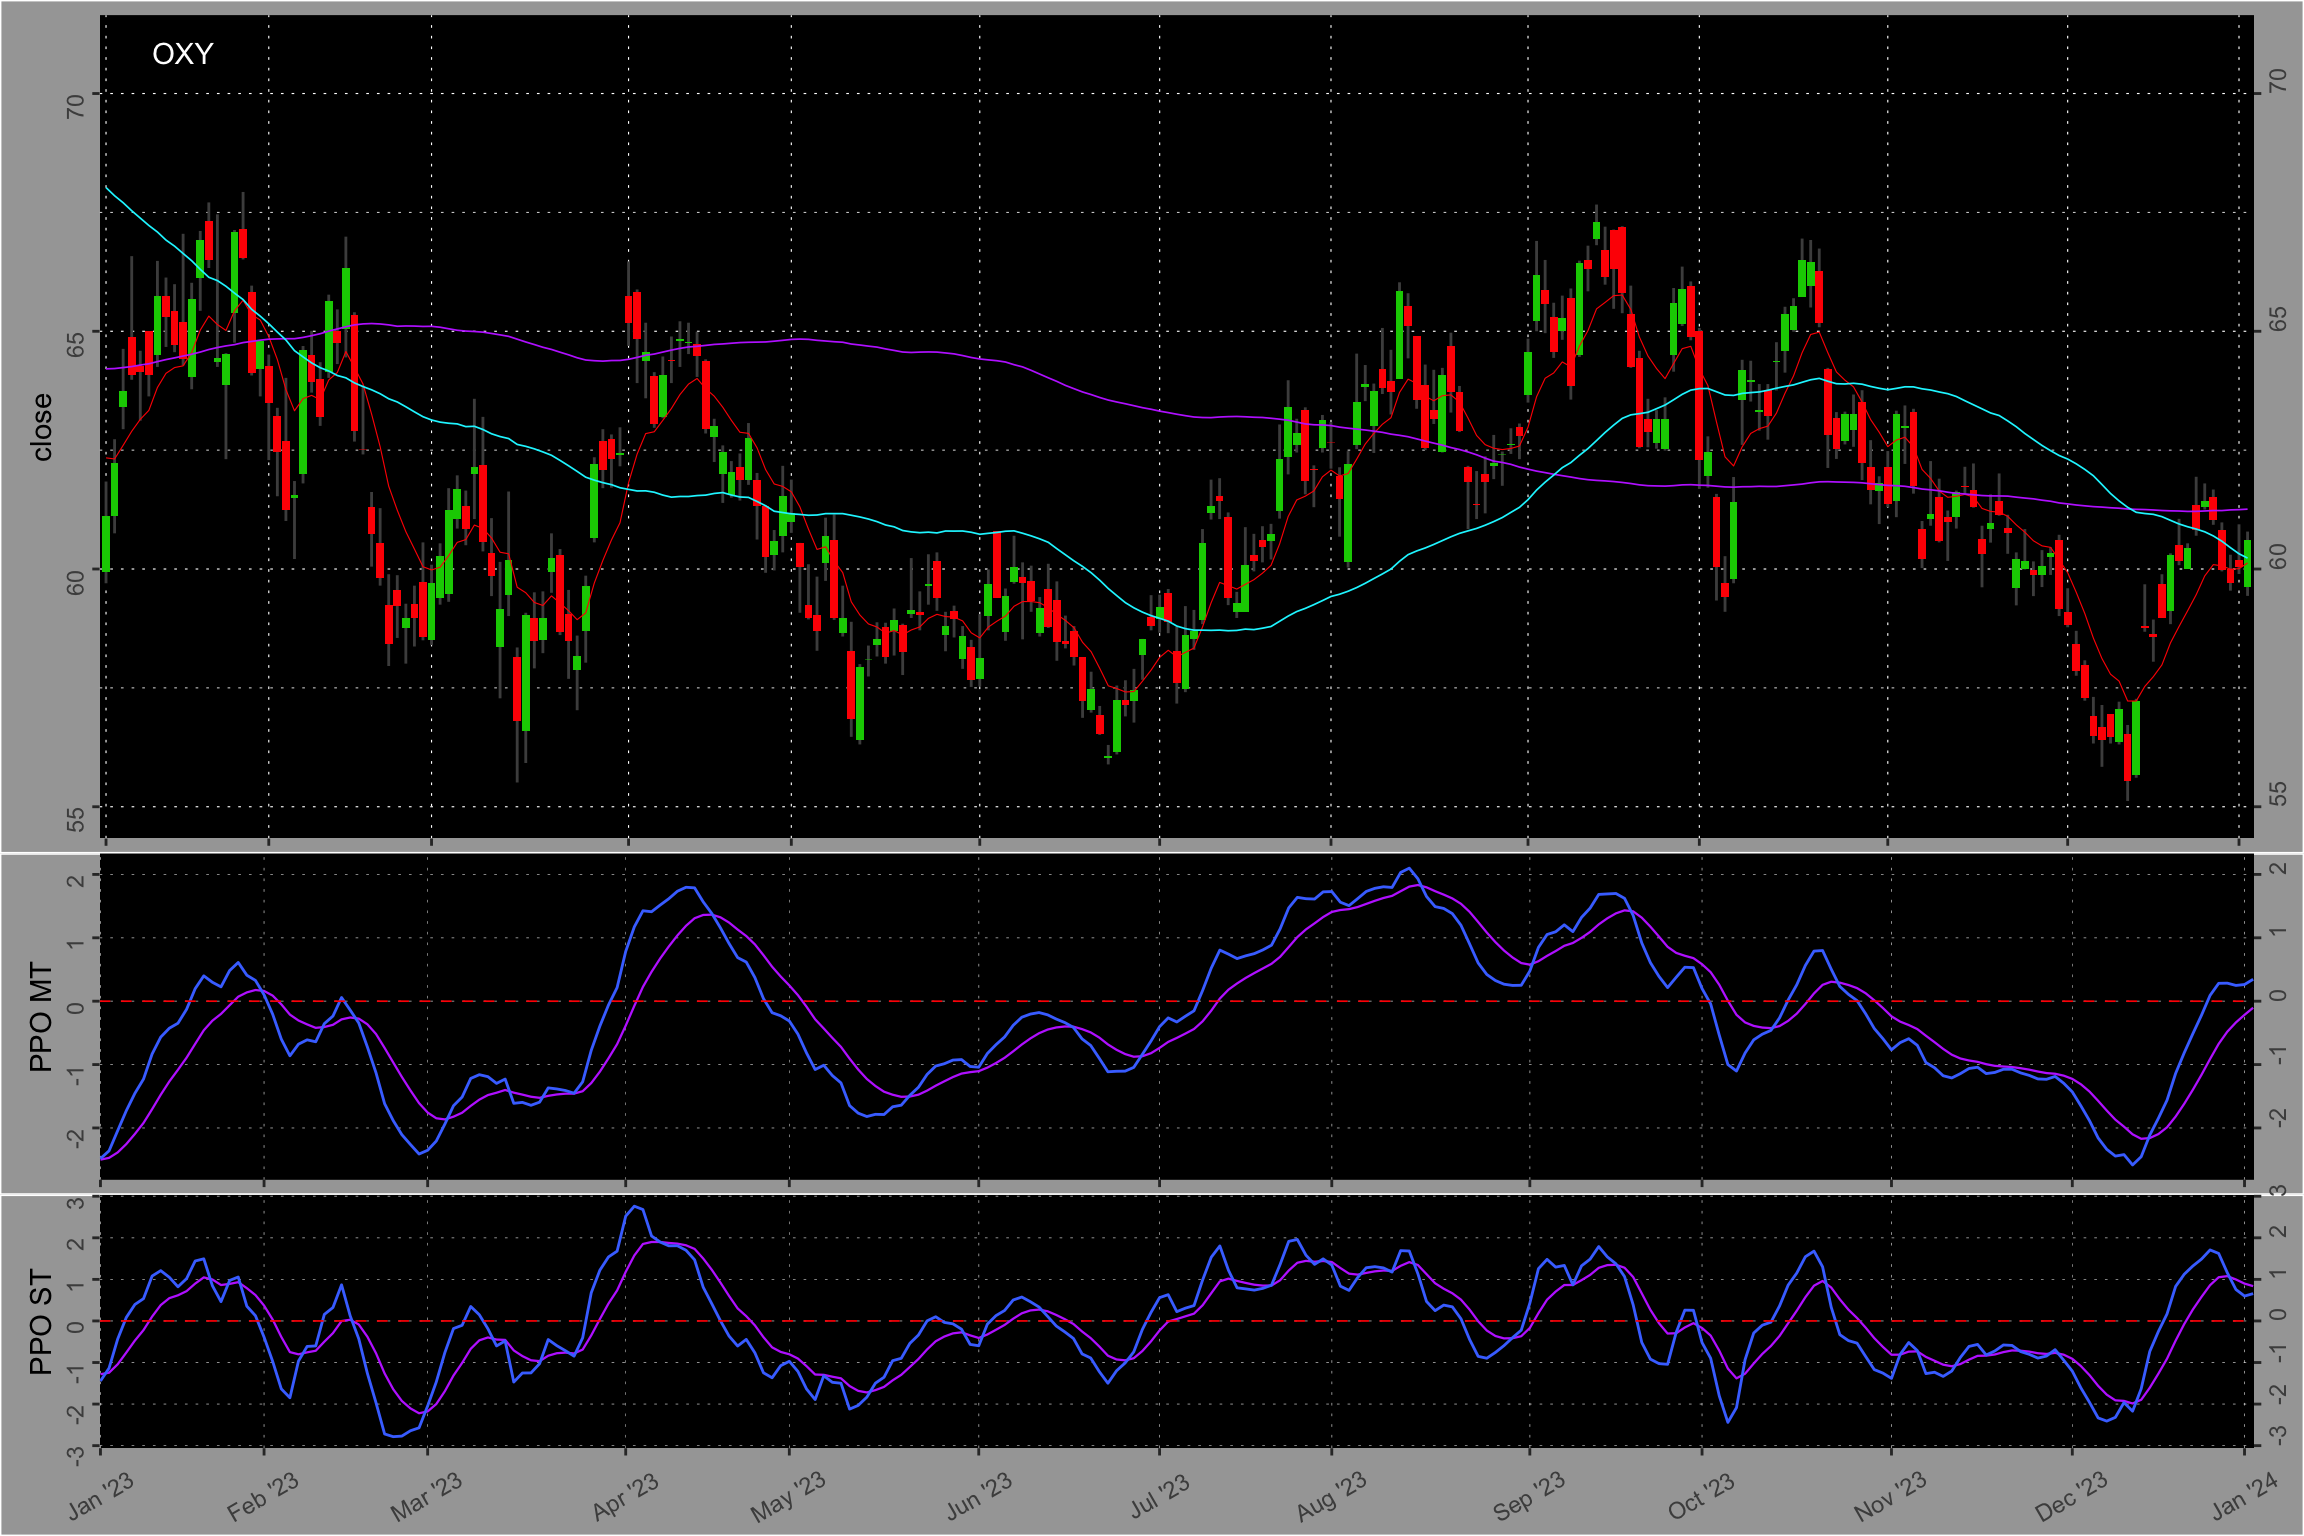 OXY
close
70
65
60
55
70
65
60
55
PPO MT
2
1
0
-1
-2
2
1
0
-1
-2
3
PPO ST
3
2
1
0
-1
-2
-3
2
1
0
-1
-2
-3
Jan '23
Feb '23
Mar '23
Apr '23
May '23
Jun '23
Jul '23
Aug '23
Sep '23
Oct '23
Nov '23
Dec '23
Jan '24